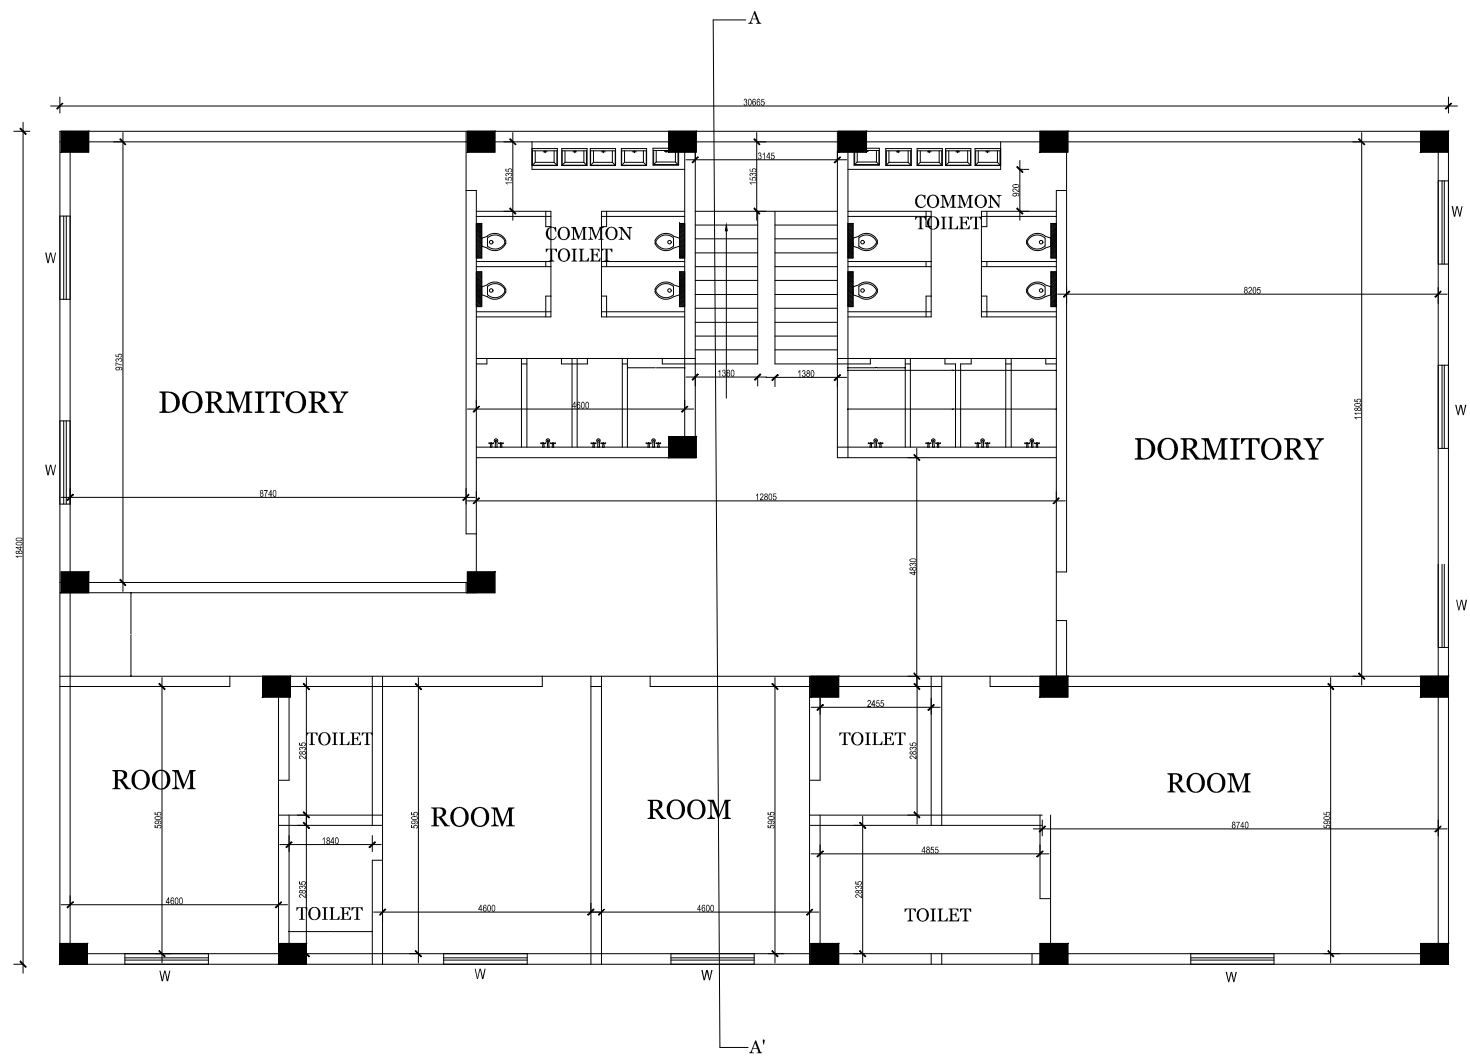 A
30665
3145
1535
1535
920
COMMON
TOILET
W
COMMON
TOILET
W
8205
9735
1380
1380
DORMITORY
4600
11805
W
DORMITORY
W
8740
12805
18400
4830
W
2455
TOILET
2835
TOILET
2835
ROOM
ROOM
ROOM
ROOM
5905
5905
5905
5905
8740
1840
4855
2835
2835
4600
4600
4600
TOILET
TOILET
W
W
W
W
A'